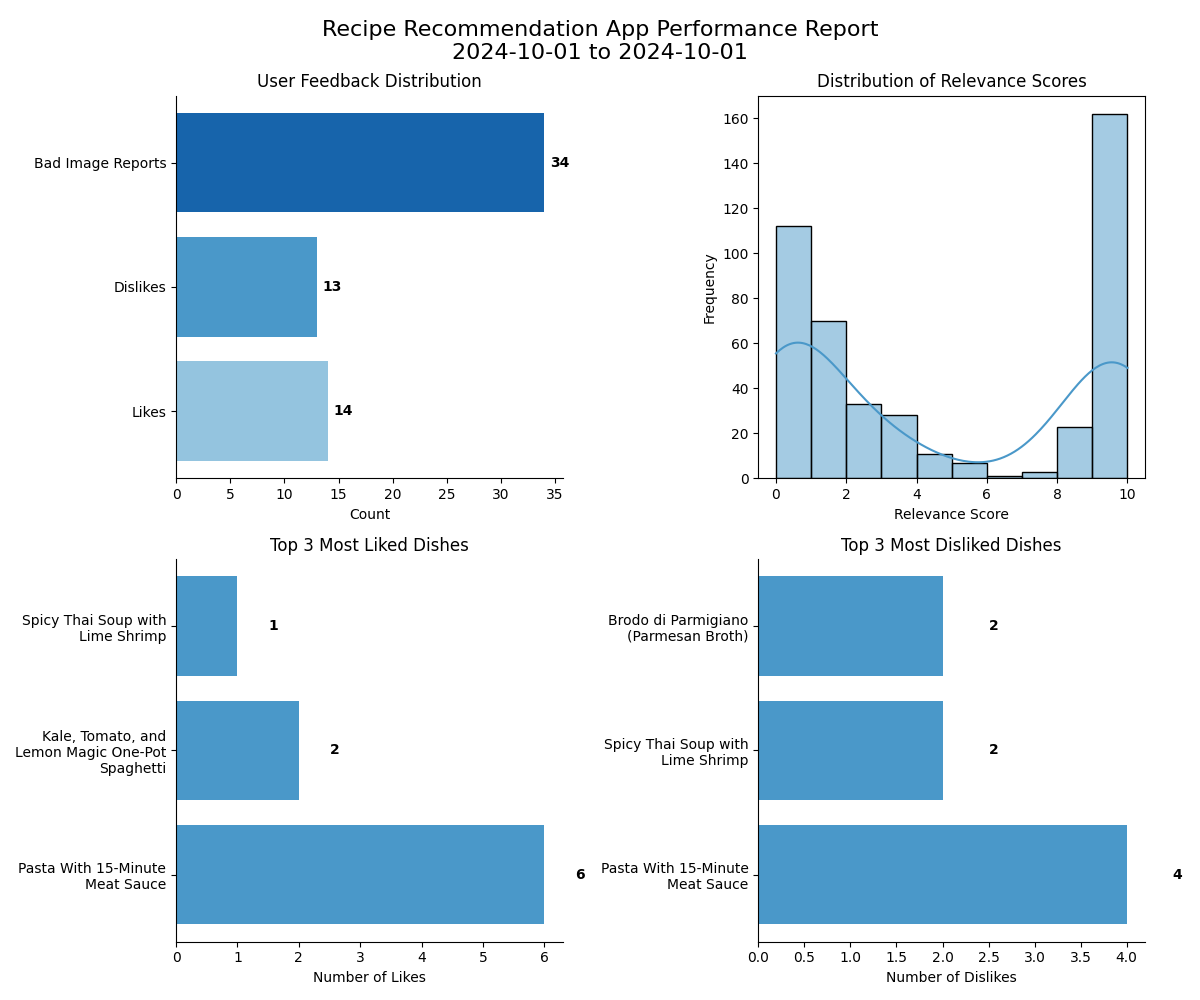 Recipe Recommendation App Performance Report
2024-10-01 to 2024-10-01
User Feedback Distribution
Bad Image Reports
34
Dislikes
13
Likes
14
0 5 10 15 20 25 30 35
Count
Distribution of Relevance Scores
160
140
120
100
80
60
40
20
0
Frequency
0 2 4 6 8 10
Relevance Score
Top 3 Most Liked Dishes
Spicy Thai Soup with
Lime Shrimp
1
Kale, Tomato, and
Lemon Magic One-Pot
Spaghetti
2
Pasta With 15-Minute
Meat Sauce
6
0 1 2 3 4 5 6
Number of Likes
Top 3 Most Disliked Dishes
Brodo di Parmigiano
(Parmesan Broth)
2
Spicy Thai Soup with
Lime Shrimp
2
Pasta With 15-Minute
Meat Sauce
4
0.0 0.5 1.0 1.5 2.0 2.5 3.0 3.5 4.0
Number of Dislikes